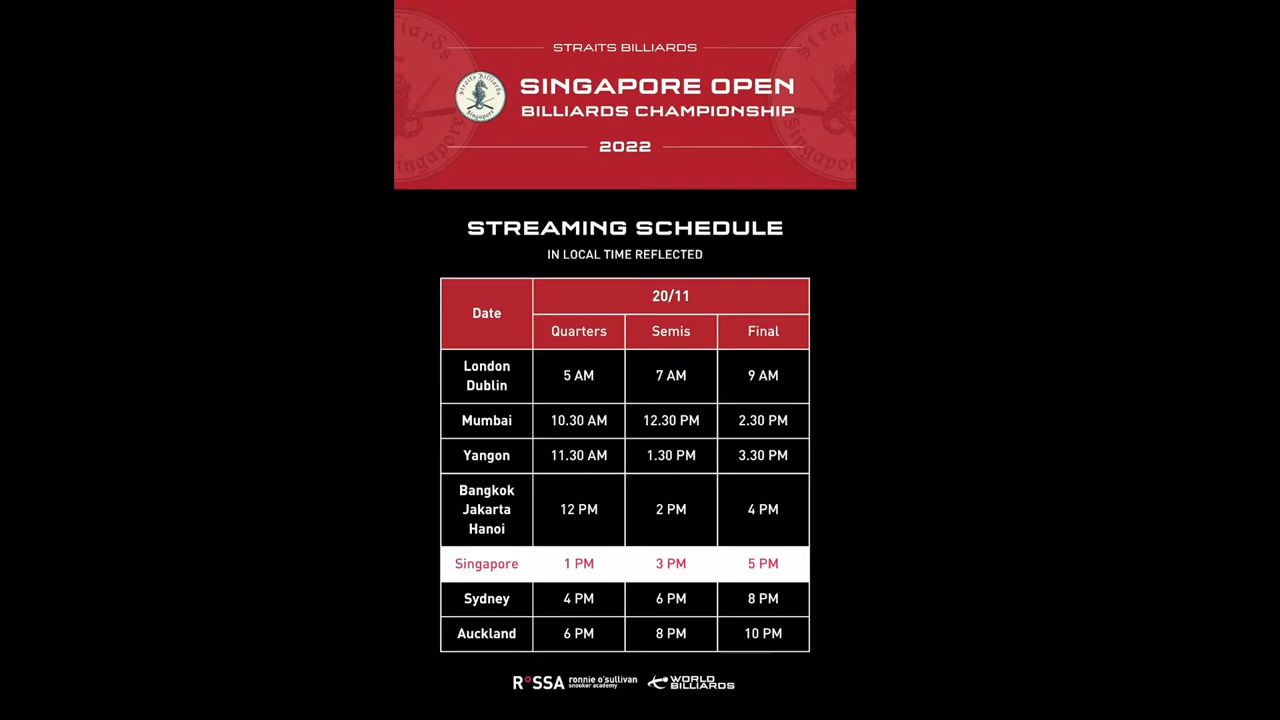 STRAITS BILLIARDS
Straits Billiards
Singapore
SINGAPORE OPEN
BILLIARDS CHAMPIONSHIP
2022
STREAMING SCHEDULE
IN LOCAL TIME REFLECTED
Date
20/11
Quarters Semis Final
London
Dublin
5 AM 7 AM 9 AM
Mumbai 10.30 AM 12.30 PM 2.30 PM
Yangon 11.30 AM 1.30 PM 3.30 PM
Bangkok
Jakarta
Hanoi
12 PM 2 PM 4 PM
Singapore 1 PM 3 PM 5 PM
Sydney 4 PM 6 PM 8 PM
Auckland 6 PM 8 PM 10 PM
R°SSA ronnie o'sullivan
snooker academy
WORLD
BILLIARDS